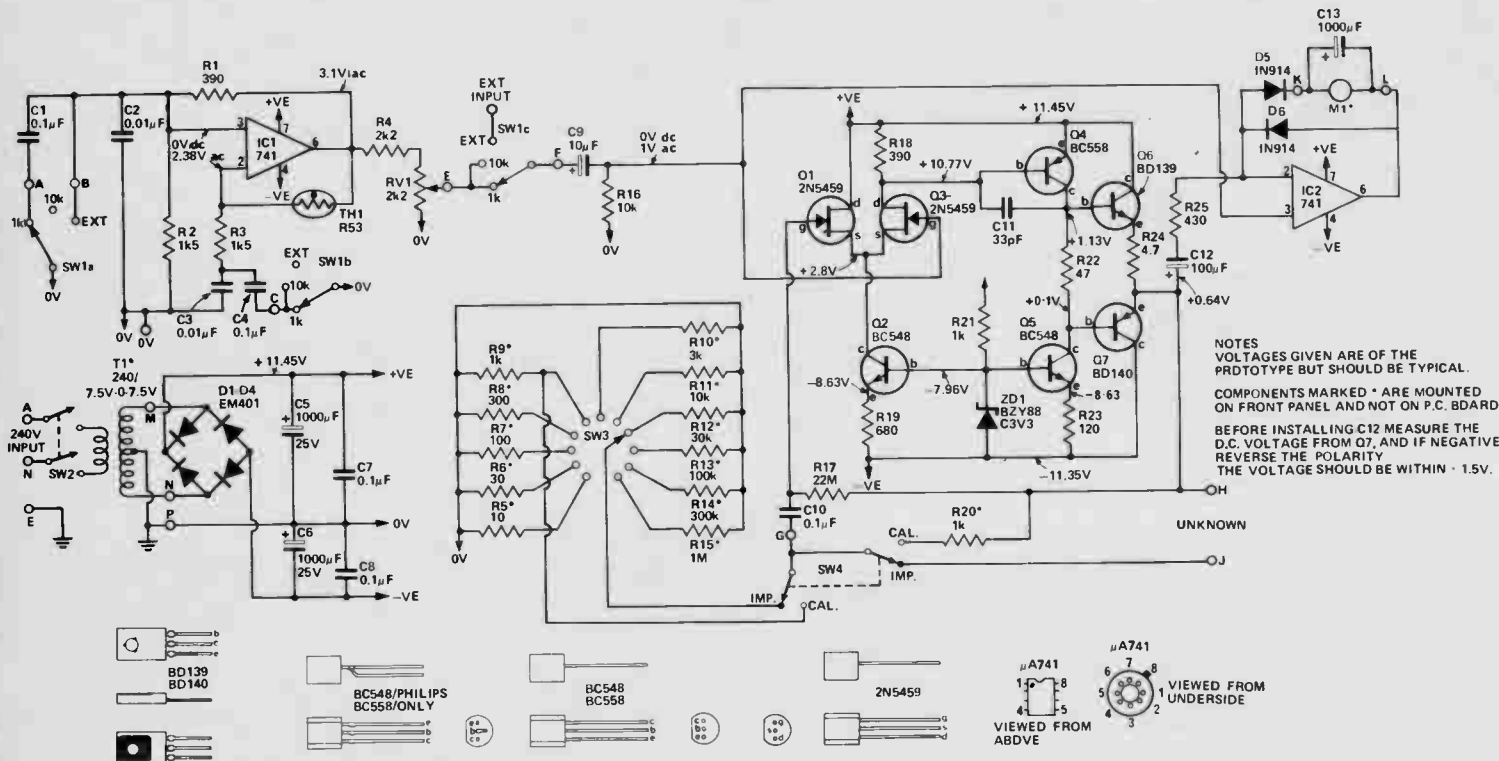 C1
0.1μF
A
1k
10k
B
EXT
SW1a
0V
C2
0.01μF
R1
390
3.1V ac
+VE
0V dc
2.38V
ac
3
7
IC1
741
6
2
4
-VE
TH1
R53
R2
1k5
R3
1k5
C3
0.01μF
C4
0.1μF
C
EXT
SW1b
10k
1k
0V
0V
0V
R4
2k2
RV1
2k2
0V
E
EXT
INPUT
EXT
SW1c
10k
1k
F
C9
10μF
+
0V dc
1V ac
R16
10k
0V
+VE
R18
390
+ 11.45V
+ 10.77V
Q1
2N5459
Q3
2N5459
g
d
s
d
s
g
+ 2.8V
C11
33pF
Q4
BC558
b
e
c
Q6
BD139
c
b
e
+1.13V
R22
47
R24
4.7
+0.1V
Q2
BC548
c
b
e
-8.63V
-7.96V
R19
680
-VE
R21
1k
ZD1
BZY88
C3V3
Q5
BC548
c
b
e
-8.63
R23
120
-11.35V
b
e
c
Q7
BD140
R25
430
C12
100μF
+
+0.64V
D5
IN914
K
C13
1000μF
+
L
M1*
D6
IN914
+VE
2
7
IC2
741
6
3
4
-VE
NOTES
VOLTAGES GIVEN ARE OF THE
PRDTOTYPE BUT SHOULD BE TYPICAL.
COMPONENTS MARKED * ARE MOUNTED
ON FRONT PANEL AND NOT ON P.C. BDARD
BEFORE INSTALLING C12 MEASURE THE
D.C. VOLTAGE FROM Q7, AND IF NEGATIVE
REVERSE THE POLARITY
THE VOLTAGE SHOULD BE WITHIN · 1.5V.
T1*
240/
7.5V-0-7.5V
A
240V
INPUT
N
SW2
E
M
N
P
+ 11.45V
D1-D4
EM401
C5
1000μF
25V
+
C6
1000μF
25V
+
C7
0.1μF
C8
0.1μF
+VE
0V
-VE
R9*
1k
R8*
300
R7*
100
R6*
30
R5*
10
0V
SW3
R10*
3k
R11*
10k
R12*
30k
R13*
100k
R14*
300k
R15*
1M
R17
22M
C10
0.1μF
G
CAL.
R20*
1k
SW4
IMP.
IMP.
CAL.
H
UNKNOWN
J
b
c
e
BD139
BD140
BC548/PHILIPS
BC558/ONLY
e
b
c
e
b
c
BC548
BC558
c
b
e
c
b
e
2N5459
g
s
d
g
s
d
μA741
1
8
4
5
VIEWED FROM
ABDVE
μA741
7
6
8
5
1
4
2
3
VIEWED FROM
UNDERSIDE